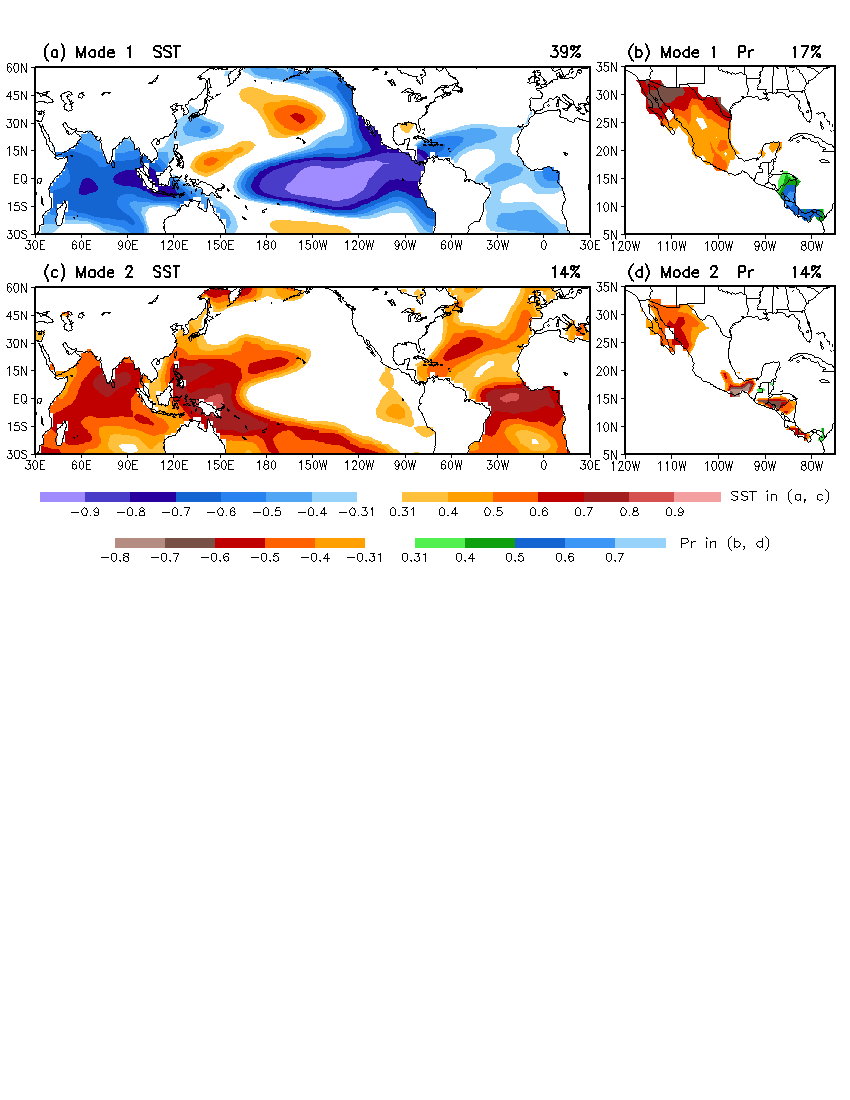 (a) Mode 1 SST 39% (b) Mode 1 Pr 17%
60N 45N 30N 15N EQ 15S 30S
30E 60E 90E 120E 150E 180 150W 120W 90W 60W 30W 0 30E
35N 30N 25N 20N 15N 10N 5N
120W 110W 100W 90W 80W
(c) Mode 2 SST 14% (d) Mode 2 Pr 14%
60N 45N 30N 15N EQ 15S 30S
30E 60E 90E 120E 150E 180 150W 120W 90W 60W 30W 0 30E
35N 30N 25N 20N 15N 10N 5N
120W 110W 100W 90W 80W
−0.9 −0.8 −0.7 −0.6 −0.5 −0.4 −0.31 0.31 0.4 0.5 0.6 0.7 0.8 0.9 SST in (a, c)
−0.8 −0.7 −0.6 −0.5 −0.4 −0.31 0.31 0.4 0.5 0.6 0.7 Pr in (b, d)